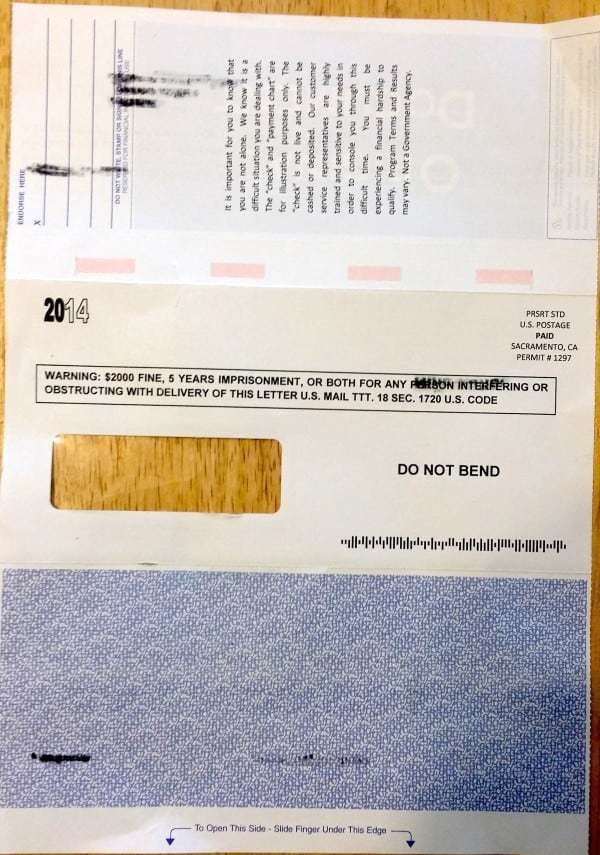 ENDORSE HERE
X
DO NOT WRITE, STAMP OR SIGN THIS LINE
RESERVED FOR FINANCIAL
It is important for you to know that
you are not alone. We know it is a
difficult situation you are dealing with.
The "check" and "payment chart" are
for illustration purposes only. The
"check" is not live and cannot be
cashed or deposited. Our customer
service representatives are highly
trained and sensitive to your needs in
order to console you through this
difficult time. You must be
experiencing a financial hardship to
qualify. Program Terms and Results
may vary. Not a Government Agency.
2014
PRSRT STD
U.S. POSTAGE
PAID
SACRAMENTO, CA
PERMIT # 1297
WARNING: $2000 FINE, 5 YEARS IMPRISONMENT, OR BOTH FOR ANY PERSON INTERFERING OR
OBSTRUCTING WITH DELIVERY OF THIS LETTER U.S. MAIL TTT. 18 SEC. 1720 U.S. CODE
DO NOT BEND
To Open This Side - Slide Finger Under This Edge